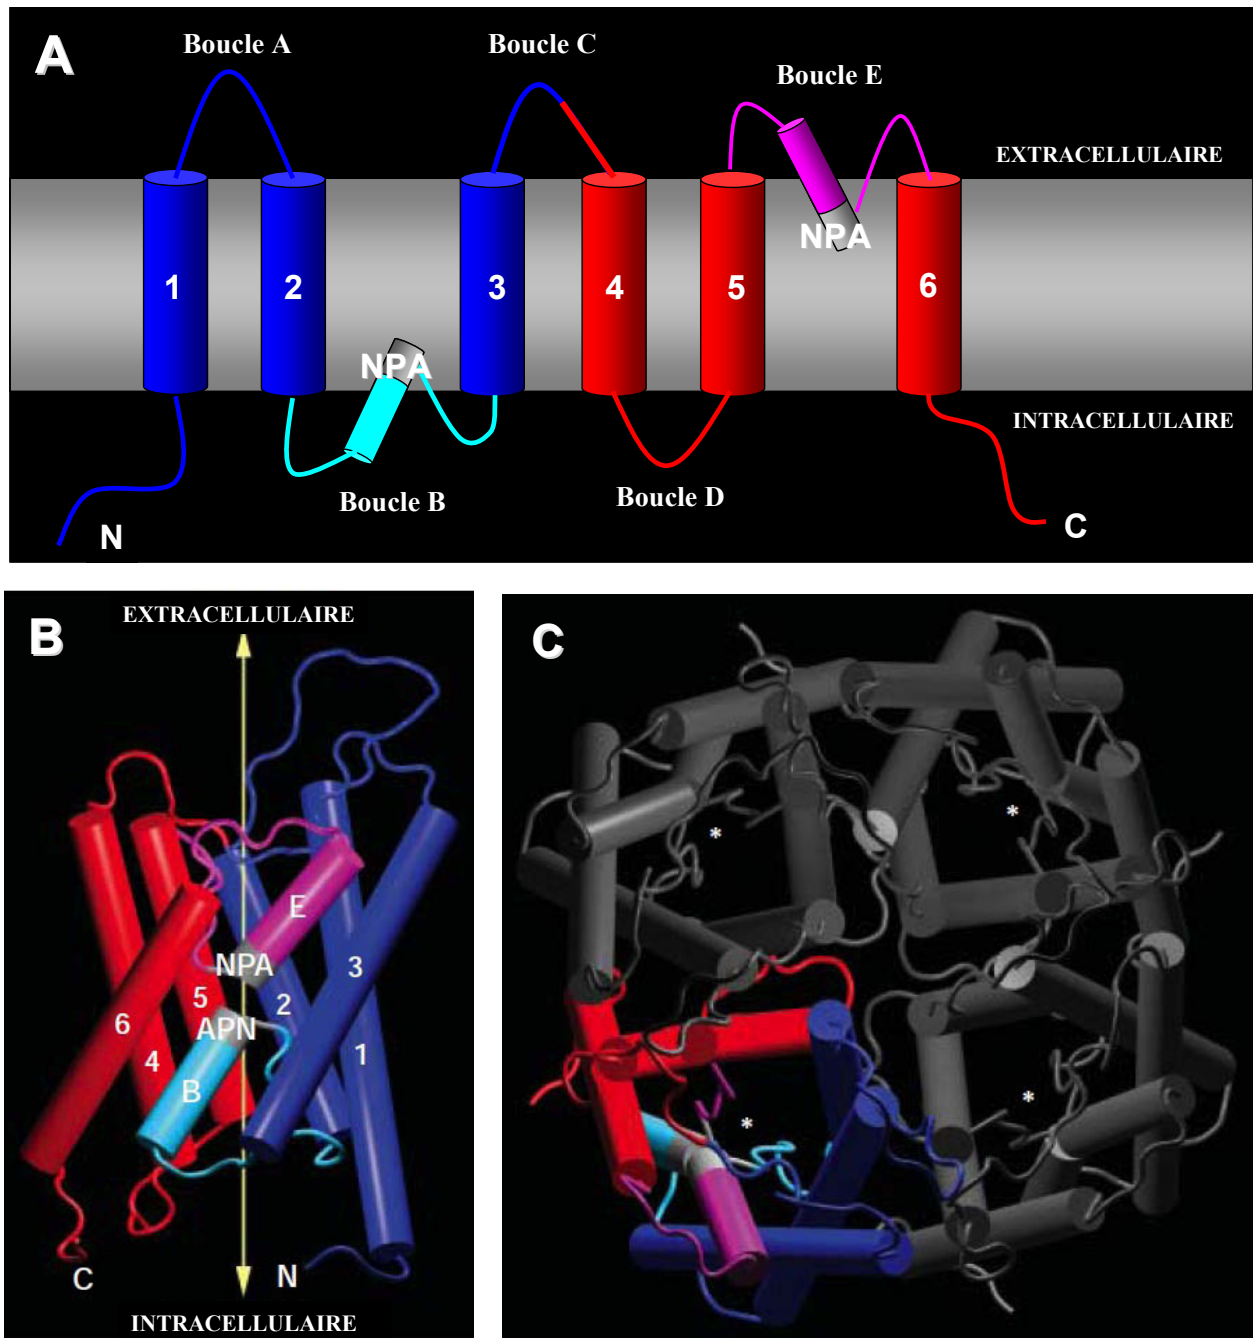 A
Boucle A
Boucle C
Boucle E
EXTRACELLULAIRE
NPA
1
2
3
4
5
6
NPA
INTRACELLULAIRE
Boucle B
Boucle D
N
C
B
EXTRACELLULAIRE
E
NPA
3
5
2
6
APN
4
1
B
C
N
INTRACELLULAIRE
C
*
*
*
*